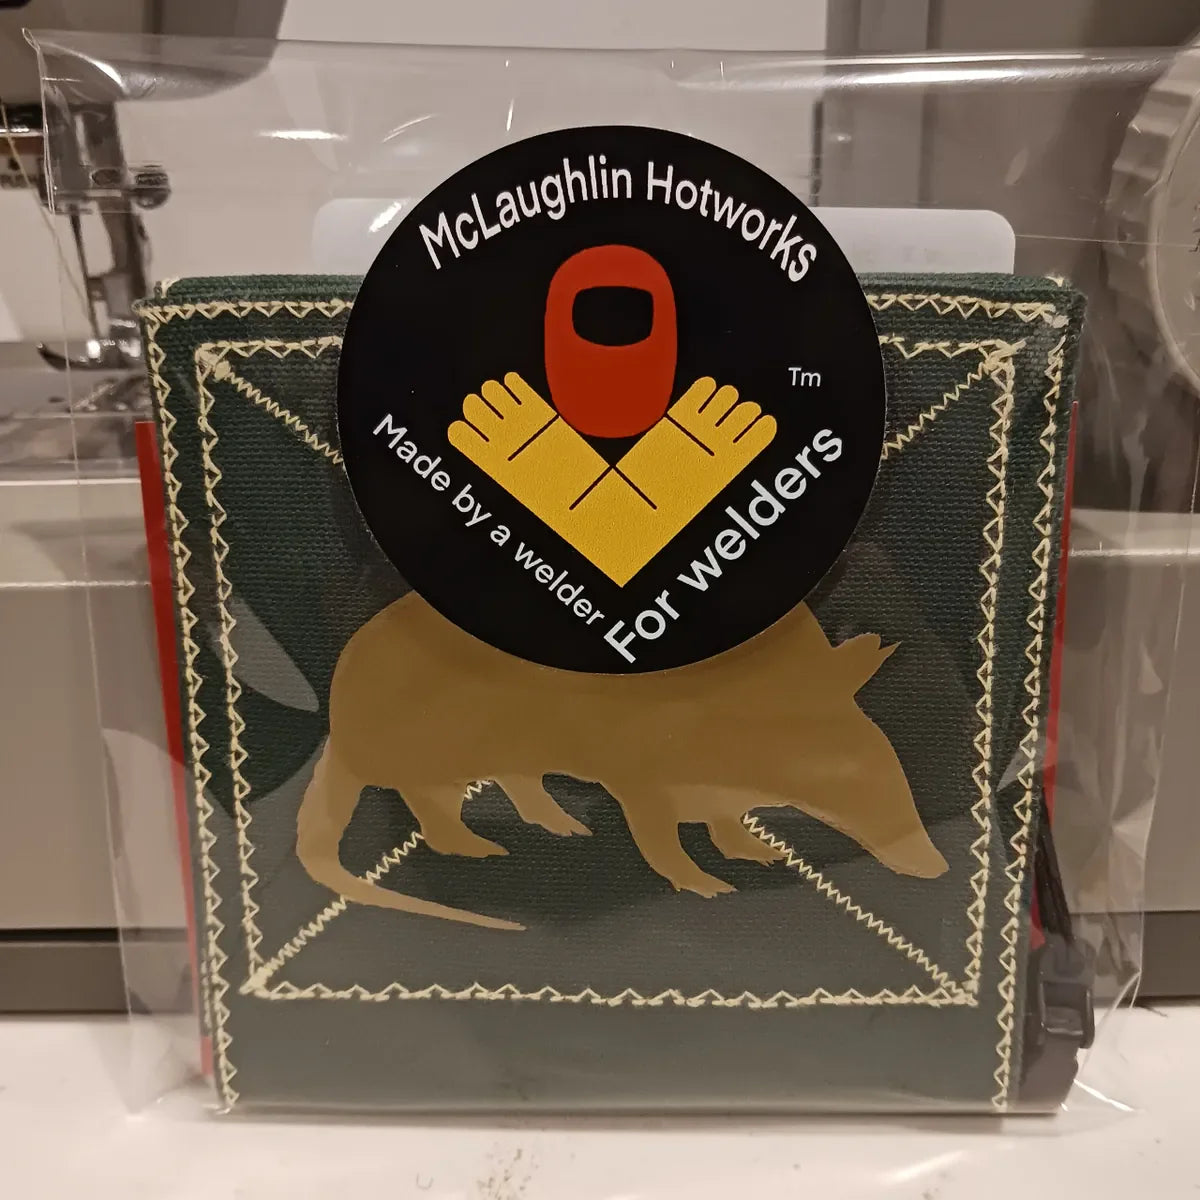 McLaughlin Hotworks
Tm
Made by a welder
For welders